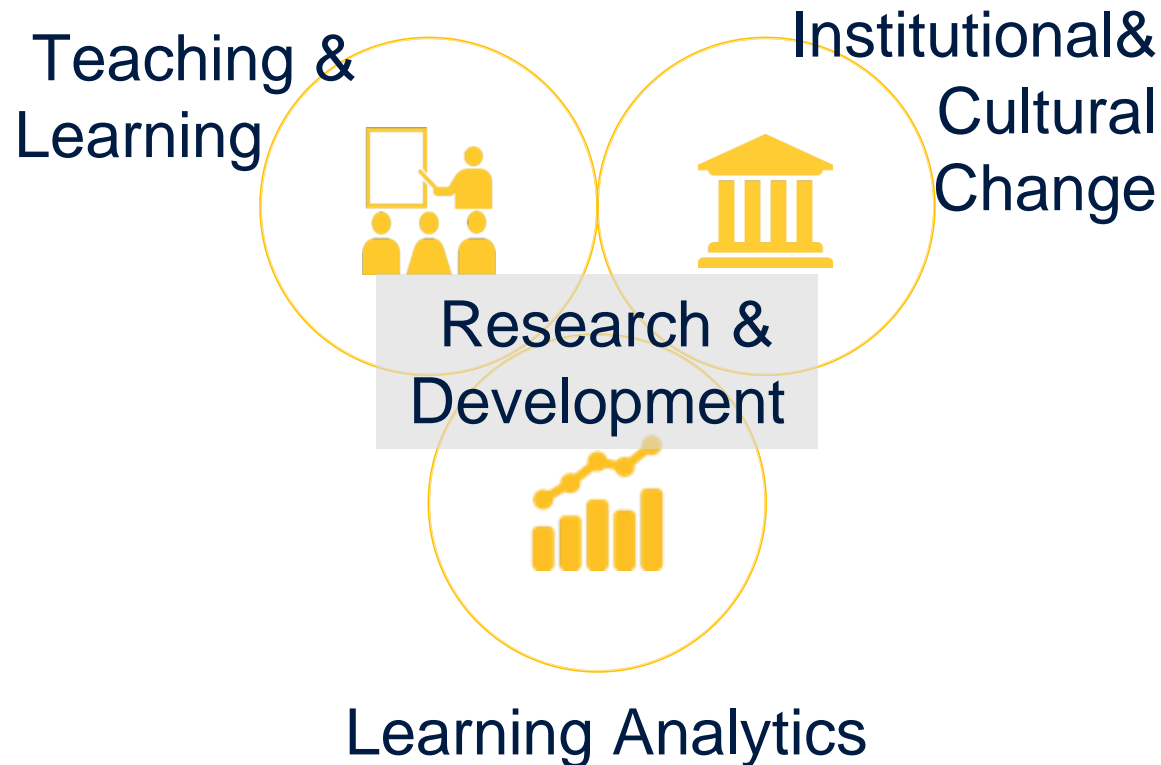 Teaching &
Learning
Institutional&
Cultural
Change
Research &
Development
Learning Analytics